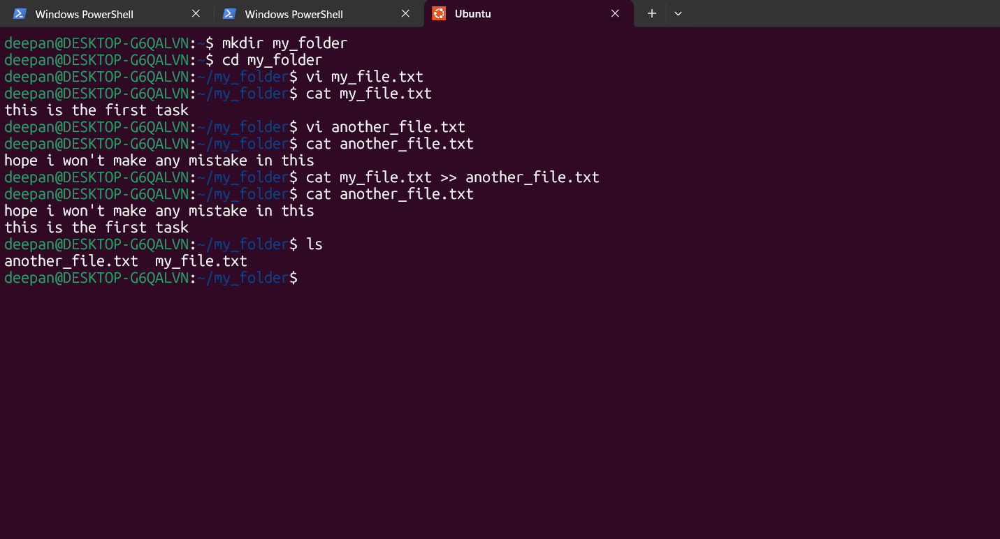 Windows PowerShell Windows PowerShell Ubuntu
deepan@DESKTOP-G6QALVN:~$ mkdir my_folder
deepan@DESKTOP-G6QALVN:~$ cd my_folder
deepan@DESKTOP-G6QALVN:~/my_folder$ vi my_file.txt
deepan@DESKTOP-G6QALVN:~/my_folder$ cat my_file.txt
this is the first task
deepan@DESKTOP-G6QALVN:~/my_folder$ vi another_file.txt
deepan@DESKTOP-G6QALVN:~/my_folder$ cat another_file.txt
hope i won't make any mistake in this
deepan@DESKTOP-G6QALVN:~/my_folder$ cat my_file.txt >> another_file.txt
deepan@DESKTOP-G6QALVN:~/my_folder$ cat another_file.txt
hope i won't make any mistake in this
this is the first task
deepan@DESKTOP-G6QALVN:~/my_folder$ ls
another_file.txt  my_file.txt
deepan@DESKTOP-G6QALVN:~/my_folder$